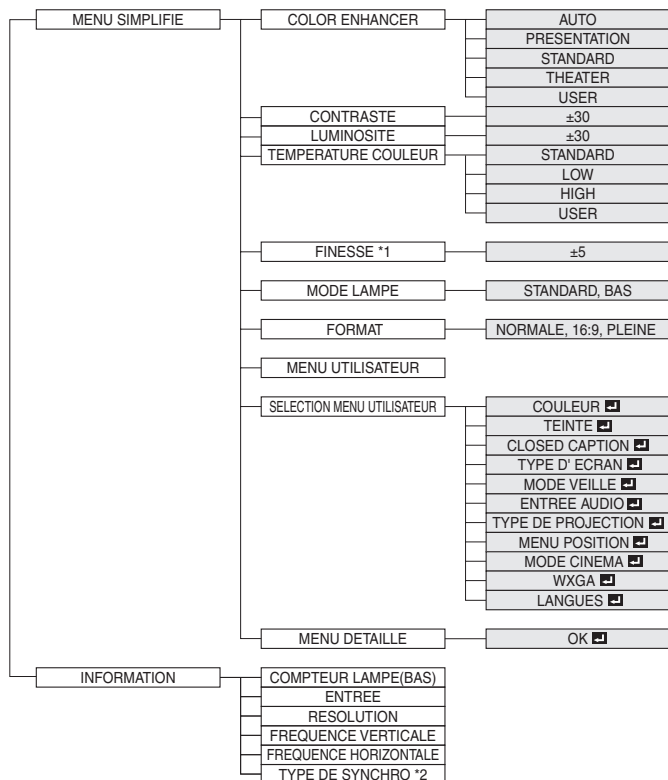 MENU SIMPLIFIE COLOR ENHANCER AUTO
PRESENTATION
STANDARD
THEATER
USER
CONTRASTE ±30
LUMINOSITE ±30
TEMPERATURE COULEUR STANDARD
LOW
HIGH
USER
FINESSE *1 ±5
MODE LAMPE STANDARD, BAS
FORMAT NORMALE, 16:9, PLEINE
MENU UTILISATEUR
SELECTION MENU UTILISATEUR COULEUR
TEINTE
CLOSED CAPTION
TYPE D' ECRAN
MODE VEILLE
ENTREE AUDIO
TYPE DE PROJECTION
MENU POSITION
MODE CINEMA
WXGA
LANGUES
MENU DETAILLE OK
INFORMATION COMPTEUR LAMPE(BAS)
ENTREE
RESOLUTION
FREQUENCE VERTICALE
FREQUENCE HORIZONTALE
TYPE DE SYNCHRO *2